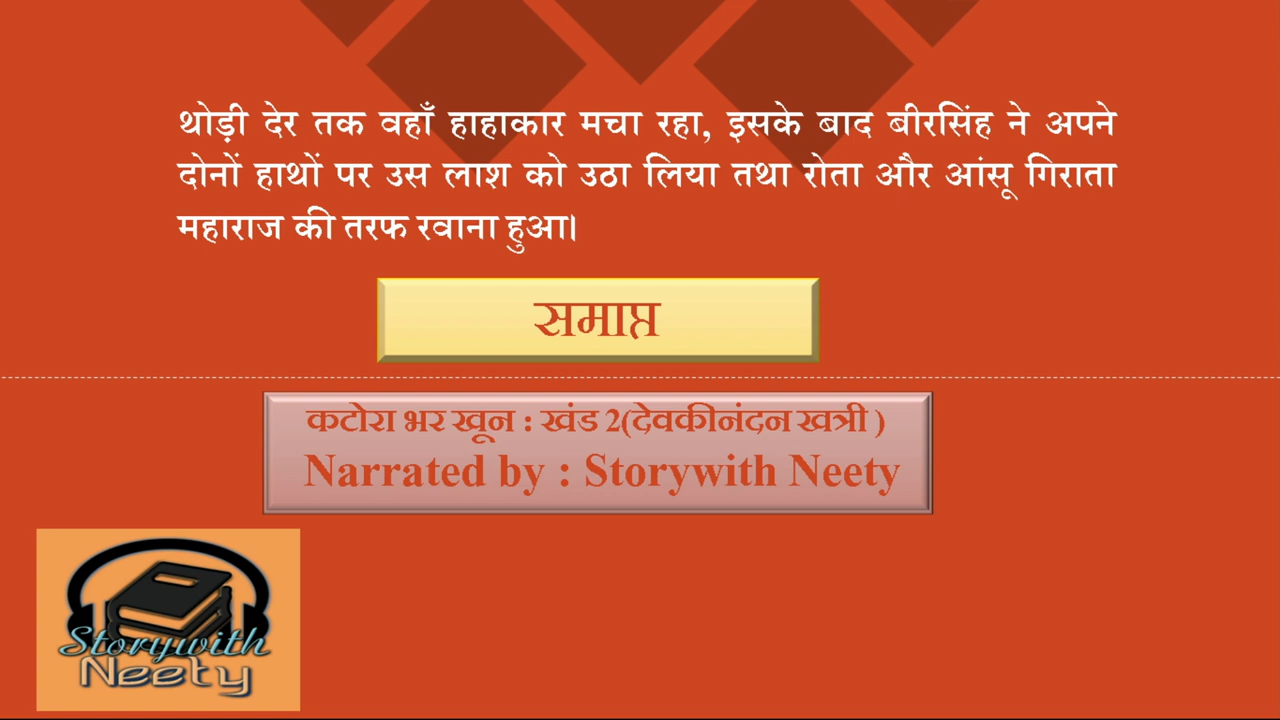 थोड़ी देर तक वहाँ हाहाकार मचा रहा, इसके बाद बीरसिंह ने अपने
दोनों हाथों पर उस लाश को उठा लिया तथा रोता और आंसू गिराता
महाराज की तरफ रवाना हुआ।
समाप्त
कटोरा भर खून : खंड 2(देवकीनंदन खत्री )
Narrated by : Storywith Neety
Storywith
Neety